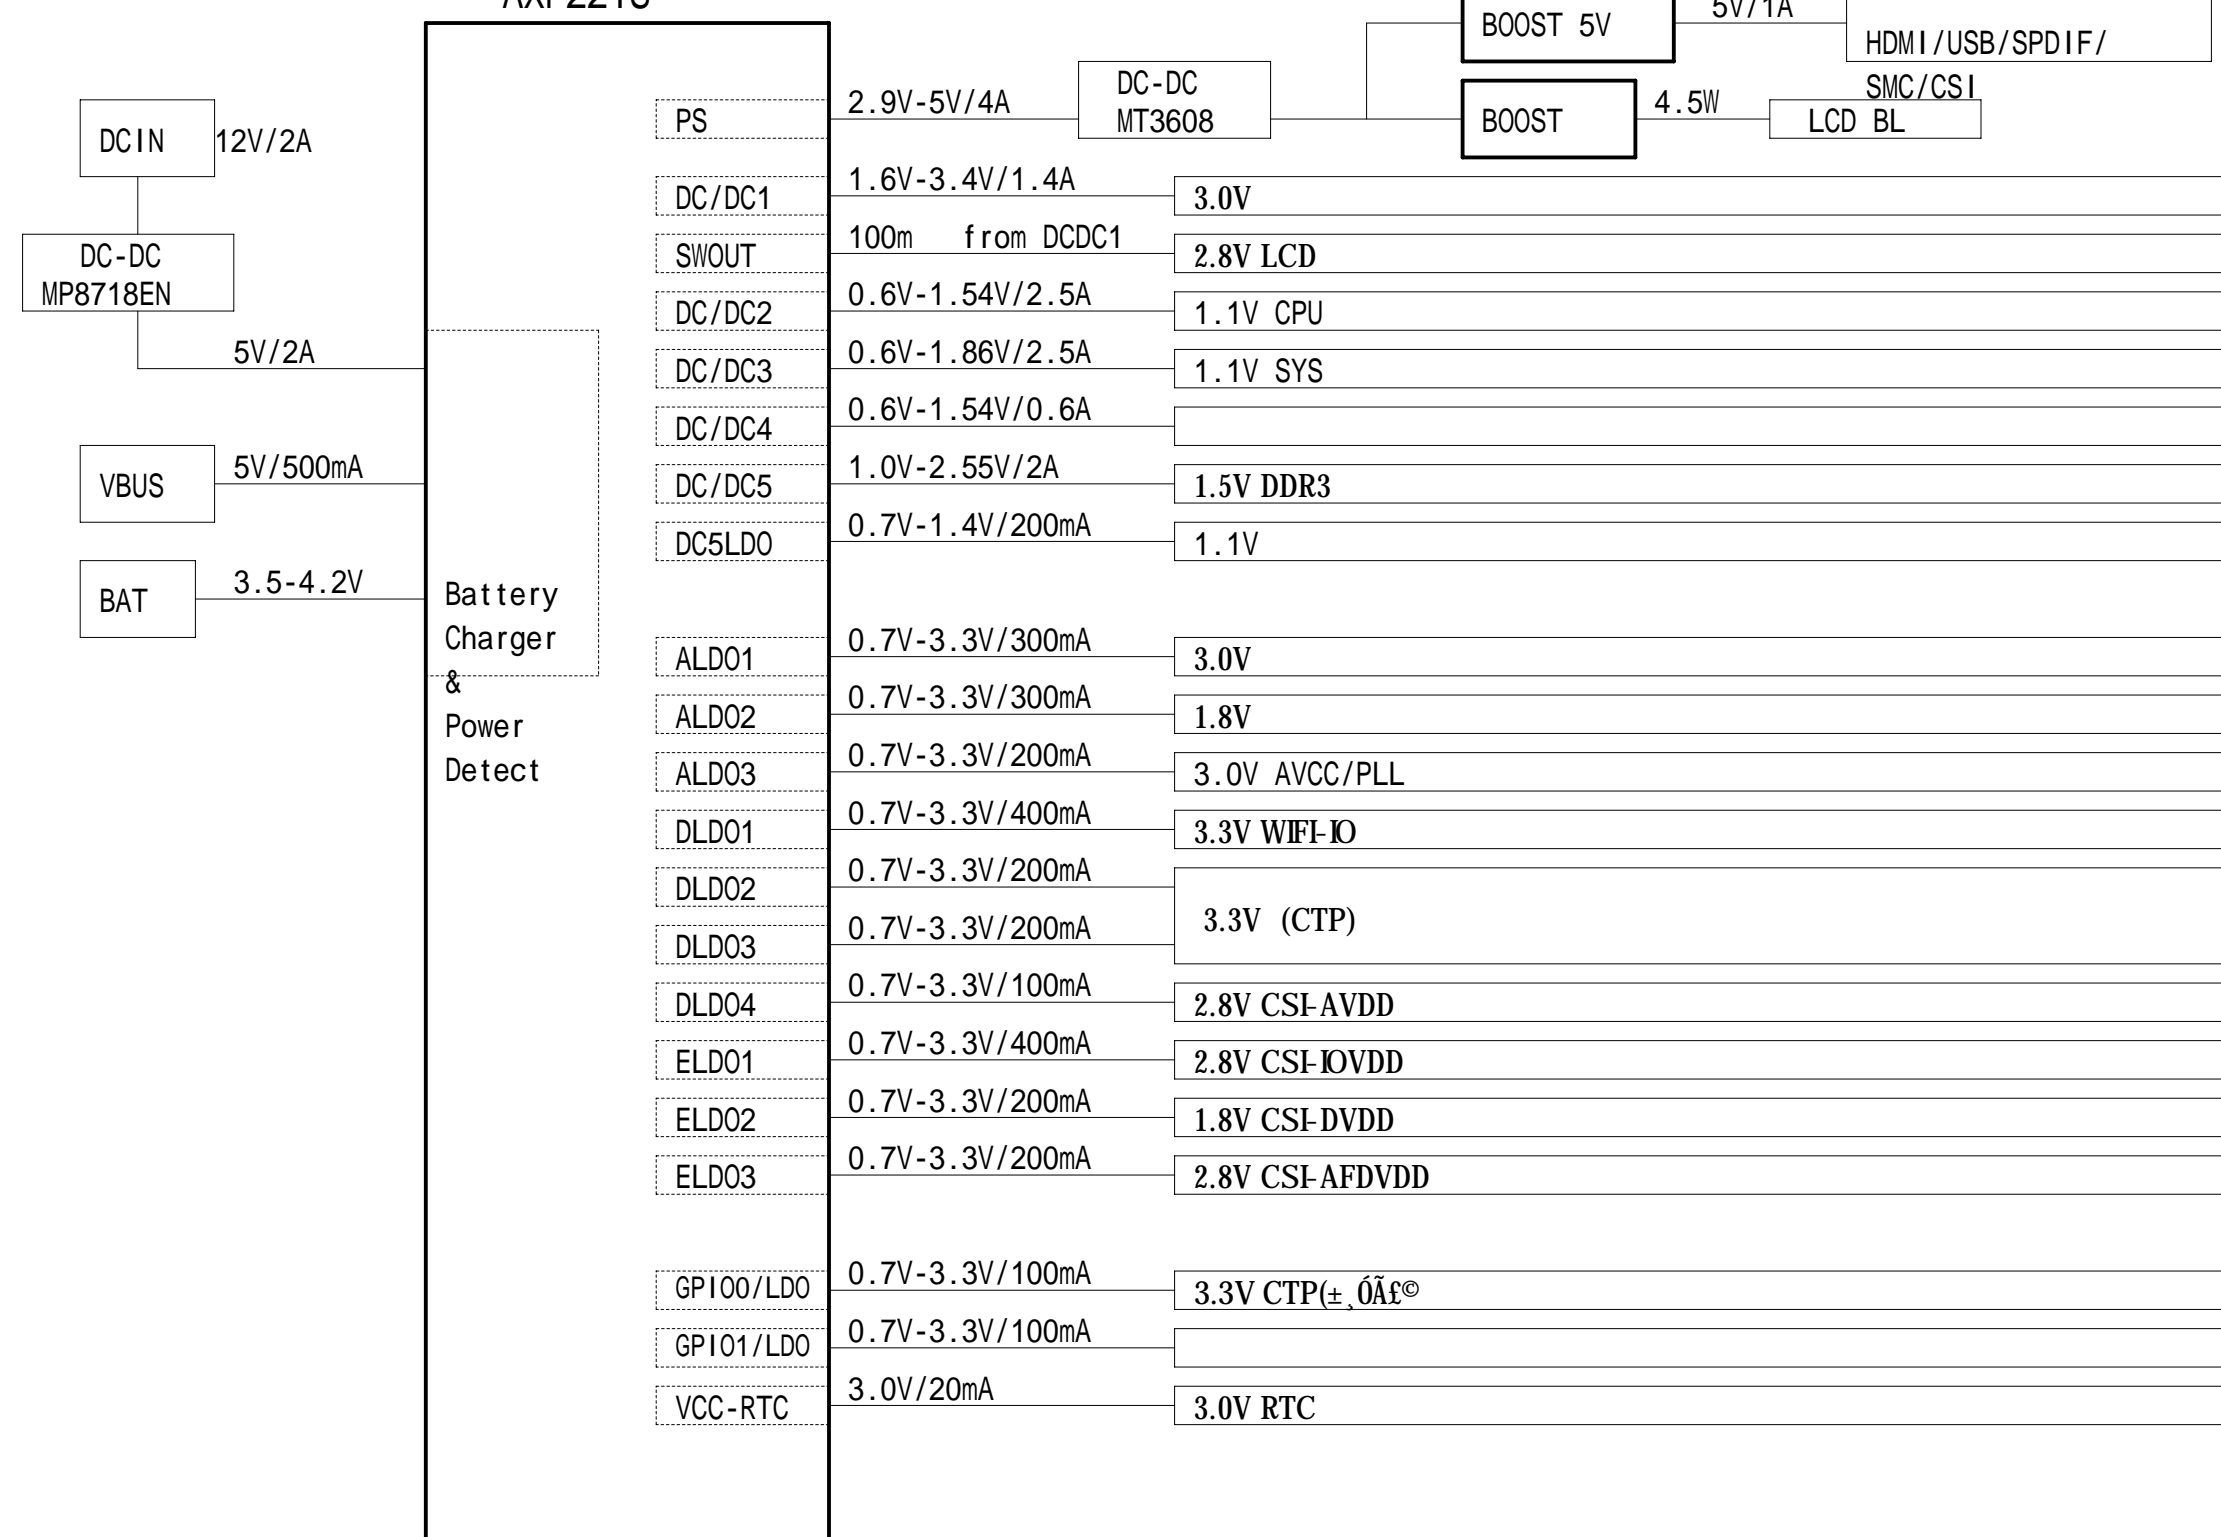 BOOST 5V
5V/1A
HDMI/USB/SPDIF/
SMC/CSI
DCIN
12V/2A
DC-DC
MP8718EN
5V/2A
VBUS
5V/500mA
BAT
3.5-4.2V
Battery
Charger
&
Power
Detect
PS
2.9V-5V/4A
DC-DC
MT3608
BOOST
4.5W
LCD BL
DC/DC1
1.6V-3.4V/1.4A
3.0V
SWOUT
100m from DCDC1
2.8V LCD
DC/DC2
0.6V-1.54V/2.5A
1.1V CPU
DC/DC3
0.6V-1.86V/2.5A
1.1V SYS
DC/DC4
0.6V-1.54V/0.6A
DC/DC5
1.0V-2.55V/2A
1.5V DDR3
DC5LDO
0.7V-1.4V/200mA
1.1V
ALDO1
0.7V-3.3V/300mA
3.0V
ALDO2
0.7V-3.3V/300mA
1.8V
ALDO3
0.7V-3.3V/200mA
3.0V AVCC/PLL
DLDO1
0.7V-3.3V/400mA
3.3V WIFI-IO
DLDO2
0.7V-3.3V/200mA
DLDO3
0.7V-3.3V/200mA
3.3V (CTP)
DLDO4
0.7V-3.3V/100mA
2.8V CSI-AVDD
ELDO1
0.7V-3.3V/400mA
2.8V CSI-IOVDD
ELDO2
0.7V-3.3V/200mA
1.8V CSI-DVDD
ELDO3
0.7V-3.3V/200mA
2.8V CSI-AFDVDD
GPIO0/LDO
0.7V-3.3V/100mA
3.3V CTP(±¸ÓÃ£©
GPIO1/LDO
0.7V-3.3V/100mA
VCC-RTC
3.0V/20mA
3.0V RTC